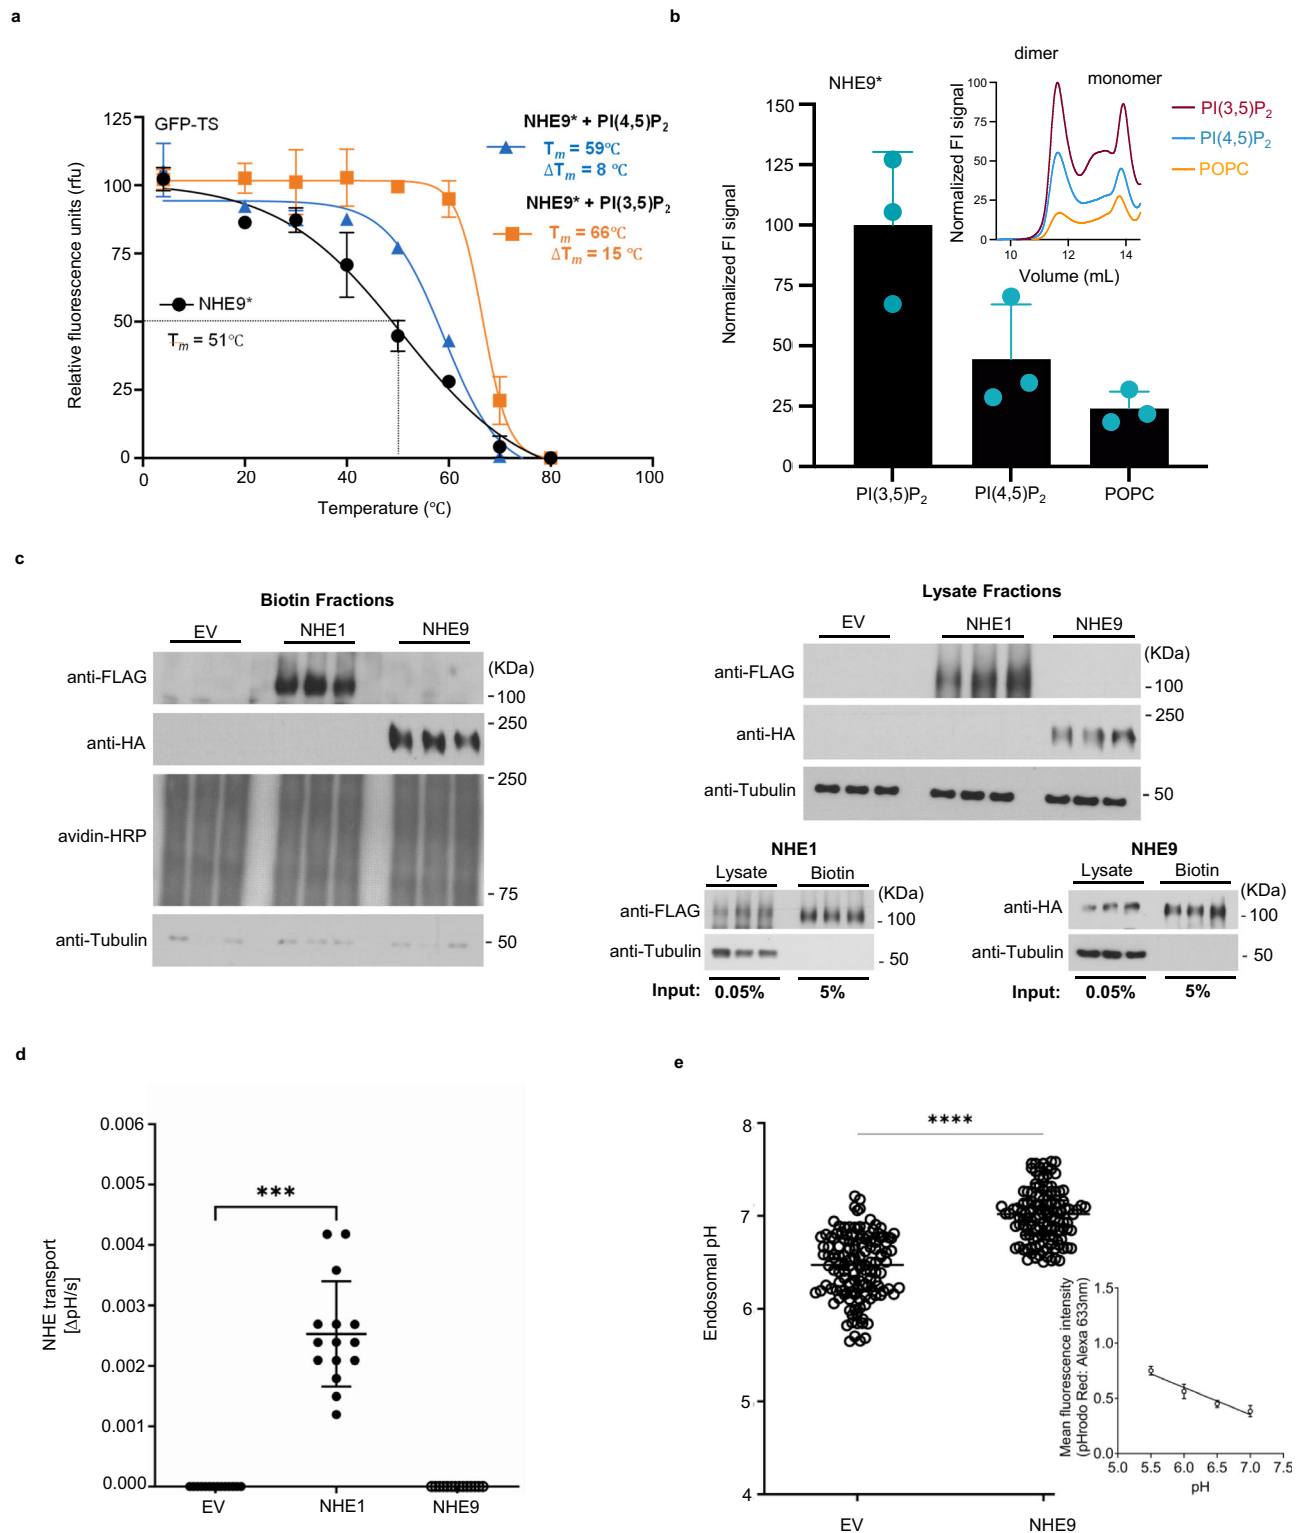 a
GFP-TS
NHE9* + PI(4,5)P2
Tm = 59℃
ΔTm = 8 ℃
NHE9* + PI(3,5)P2
Tm = 66℃
ΔTm = 15 ℃
NHE9*
Tm = 51℃
Relative fluorescence units (rfu)
125
100
75
50
25
0
0 20 40 60 80 100
Temperature (℃)
b
NHE9*
Normalized FI signal
150
125
100
75
50
25
0
PI(3,5)P2 PI(4,5)P2 POPC
dimer
monomer
Normalized FI signal
100
75
50
25
0
10 12 14
Volume (mL)
PI(3,5)P2
PI(4,5)P2
POPC
c
Biotin Fractions
EV NHE1 NHE9
(KDa)
anti-FLAG
- 100
- 250
anti-HA
- 250
avidin-HRP
- 75
anti-Tubulin - 50
Lysate Fractions
EV NHE1 NHE9
(KDa)
anti-FLAG
- 100
- 250
anti-HA
anti-Tubulin - 50
NHE1
Lysate Biotin
(KDa)
anti-FLAG - 100
anti-Tubulin - 50
Input: 0.05% 5%
NHE9
Lysate Biotin
(KDa)
anti-HA - 100
anti-Tubulin - 50
Input: 0.05% 5%
d
NHE transport
[ΔpH/s]
0.006
0.005
0.004
0.003
0.002
0.001
0.000
***
EV NHE1 NHE9
e
Endosomal pH
8
7
6
5
4
****
EV NHE9
Mean fluorescence intensity
(pHrodo Red: Alexa 633nm)
1.5
1.0
0.5
0.0
5.0 5.5 6.0 6.5 7.0 7.5
pH